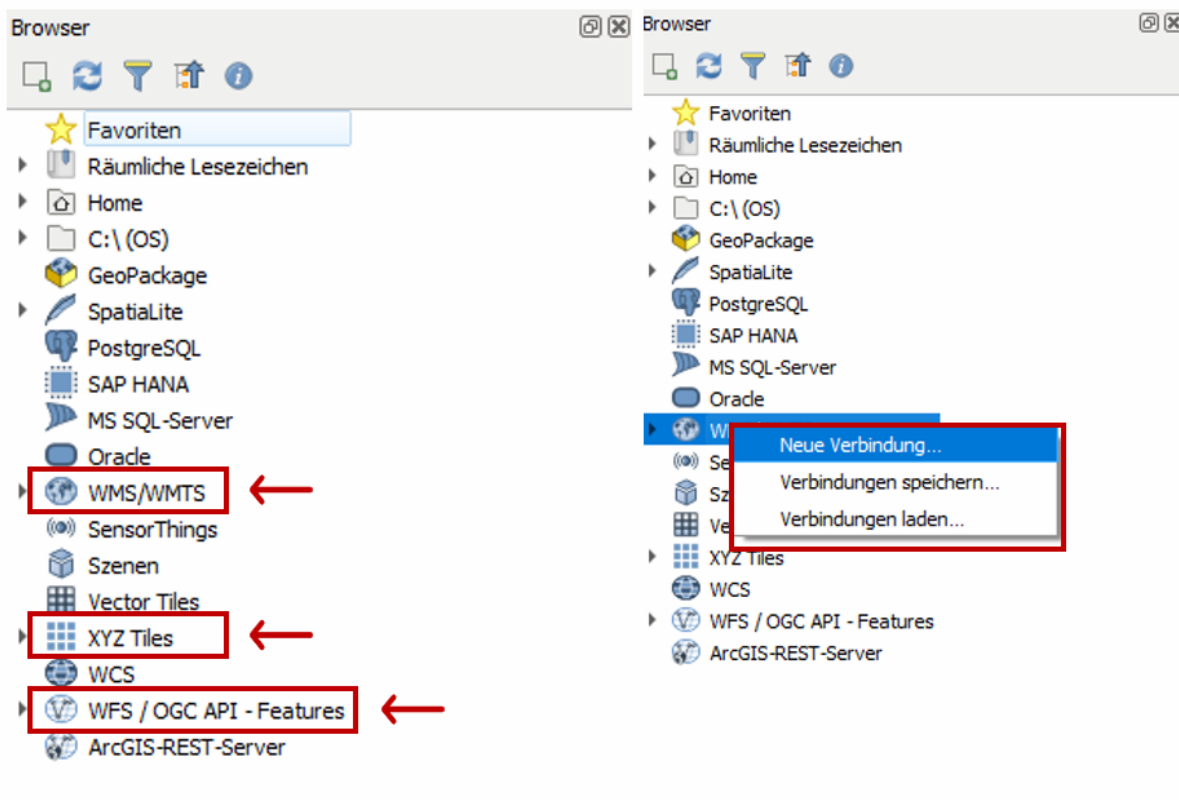 Browser
Favoriten
Räumliche Lesezeichen
Home
C:\ (OS)
GeoPackage
SpatiaLite
PostgreSQL
SAP HANA
MS SQL-Server
Oracle
WMS/WMTS
SensorThings
Szenen
Vector Tiles
XYZ Tiles
WCS
WFS / OGC API - Features
ArcGIS-REST-Server
Browser
Favoriten
Räumliche Lesezeichen
Home
C:\ (OS)
GeoPackage
SpatiaLite
PostgreSQL
SAP HANA
MS SQL-Server
Oracle
W
Neue Verbindung...
Se
Verbindungen speichern...
Sz
Verbindungen laden...
Ve
XYZ Tiles
WCS
WFS / OGC API - Features
ArcGIS-REST-Server